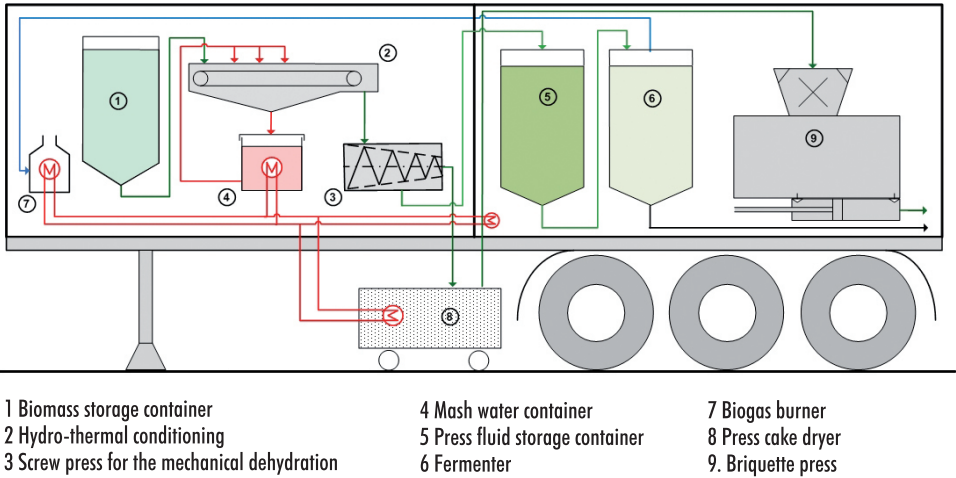 1
2
3
4
5
6
7
8
9
M
M
1 Biomass storage container
2 Hydro-thermal conditioning
3 Screw press for the mechanical dehydration
4 Mash water container
5 Press fluid storage container
6 Fermenter
7 Biogas burner
8 Press cake dryer
9. Briquette press